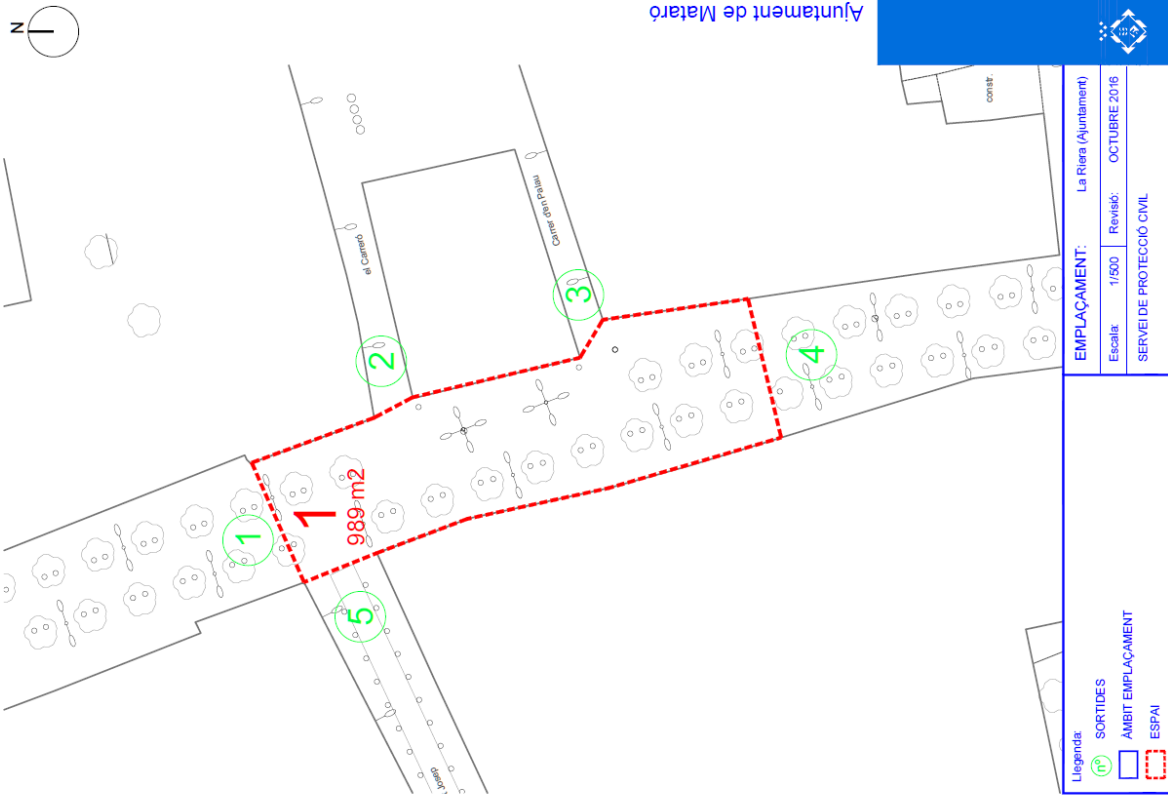 N
Ajuntament de Mataró
constr.
el Carreró
Carrer d'en Palau
1
2
3
4
5
1
989 m2
Josep
EMPLAÇAMENT: La Riera (Ajuntament)
Escala: 1/500 Revisió: OCTUBRE 2016
SERVEI DE PROTECCIÓ CIVIL
Llegenda:
nº SORTIDES
ÀMBIT EMPLAÇAMENT
ESPAI